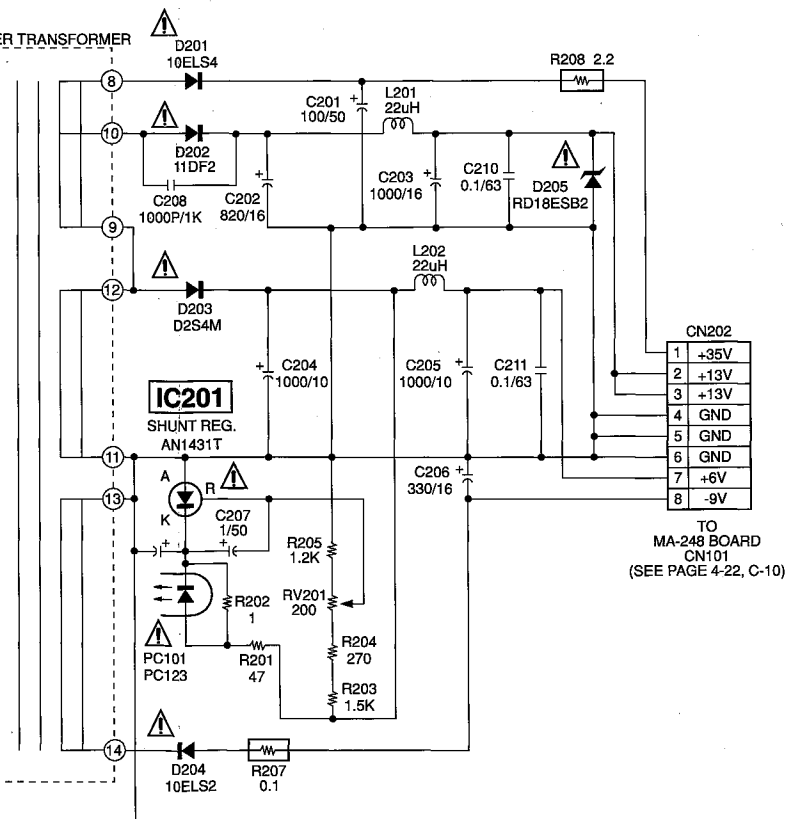 ER TRANSFORMER
D201
10ELS4
8
R208 2.2
C201
100/50
+
L201
22uH
10
D202
11DF2
C208
1000P/1K
C202
820/16
+
C203
1000/16
+
C210
0.1/63
D205
RD18ESB2
9
L202
22uH
12
D203
D2S4M
C204
1000/10
+
C205
1000/10
+
C211
0.1/63
CN202
1 +35V
2 +13V
3 +13V
4 GND
5 GND
6 GND
7 +6V
8 -9V
TO
MA-248 BOARD
CN101
(SEE PAGE 4-22, C-10)
IC201
SHUNT REG.
AN1431T
11
A
R
K
13
C206
330/16
+
C207
1/50
+
+
R205
1.2K
RV201
200
R202
1
R204
270
PC101
PC123
R201
47
R203
1.5K
14
D204
10ELS2
R207
0.1